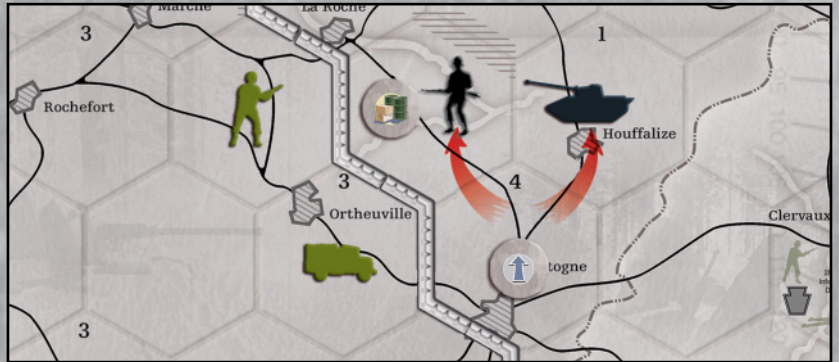 Marche
La Roche
3
1
Rochefort
Houffalize
3
4
Ortheuville
Clervaux
togne
3